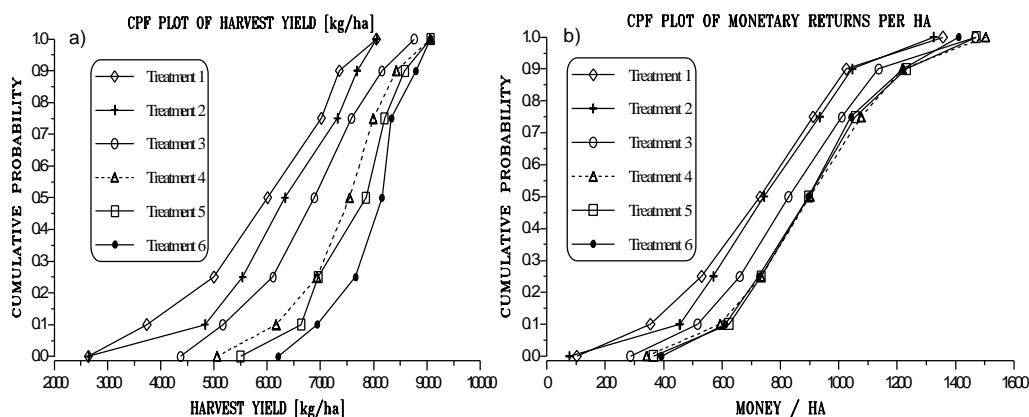 CPF PLOT OF HARVEST YIELD [kg/ha]
a)
Treatment 1
Treatment 2
Treatment 3
Treatment 4
Treatment 5
Treatment 6
CUMULATIVE PROBABILITY
1.0
0.9
0.8
0.7
0.6
0.5
0.4
0.3
0.2
0.1
0.0
2000 3000 4000 5000 6000 7000 8000 9000 10000
HARVEST YIELD [kg/ha]
CPF PLOT OF MONETARY RETURNS PER HA
b)
Treatment 1
Treatment 2
Treatment 3
Treatment 4
Treatment 5
Treatment 6
CUMULATIVE PROBABILITY
1.0
0.9
0.8
0.7
0.6
0.5
0.4
0.3
0.2
0.1
0.0
0 200 400 600 800 1000 1200 1400 1600
MONEY / HA